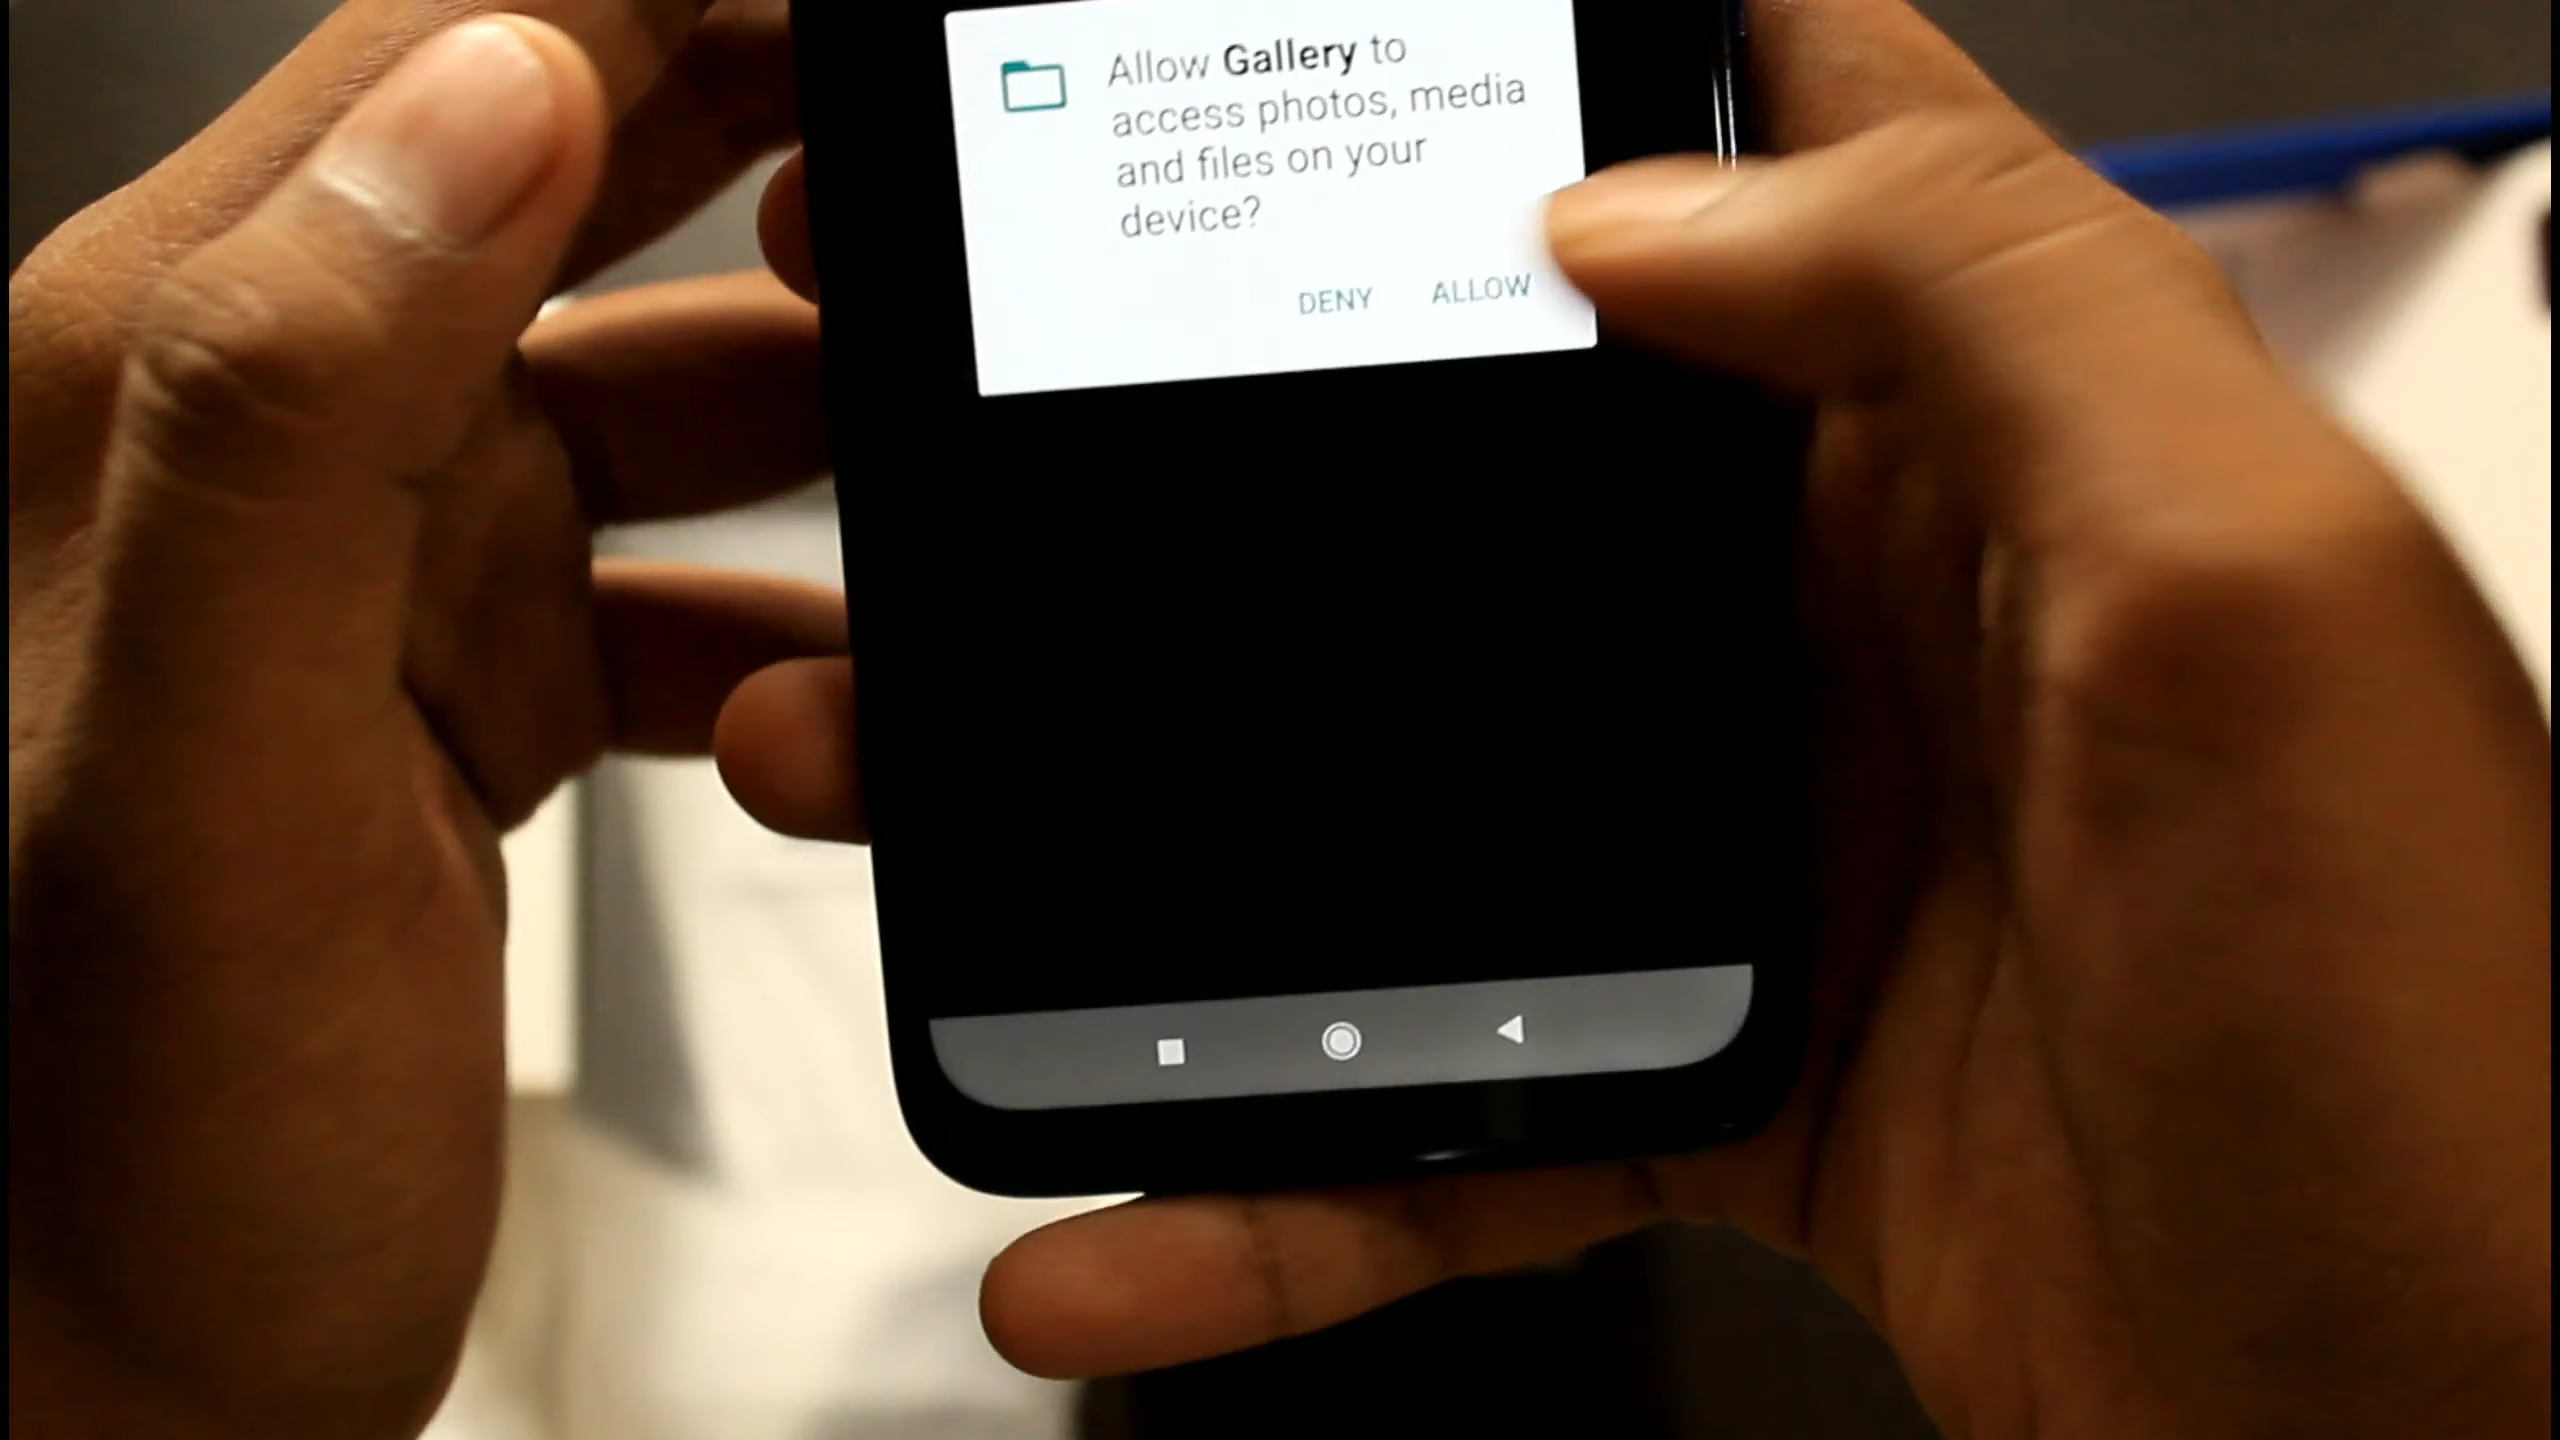 Allow Gallery to
access photos, media
and files on your
device?
DENY ALLOW